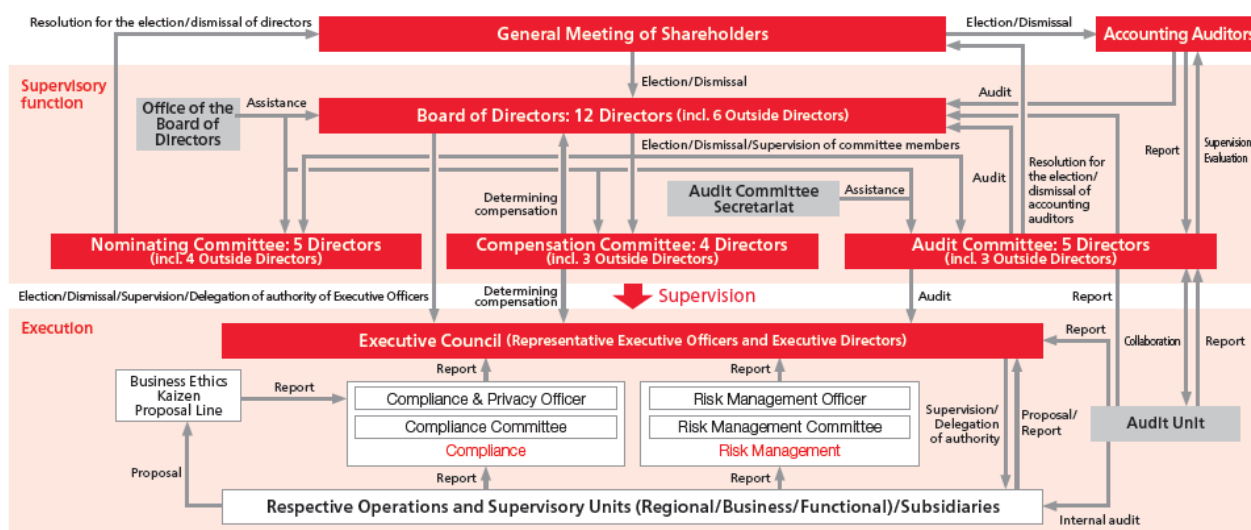 Resolution for the election/dismissal of directors
General Meeting of Shareholders
Election/Dismissal
Accounting Auditors
Supervisory
function
Election/Dismissal
Audit
Office of the
Board of
Directors
Assistance
Board of Directors: 12 Directors (incl. 6 Outside Directors)
Election/Dismissal/Supervision of committee members
Report
Supervision/
Evaluation
Determining
compensation
Audit Committee
Secretariat
Assistance
Audit
Resolution for
the election/
dismissal of
accounting
auditors
Nominating Committee: 5 Directors
(incl. 4 Outside Directors)
Compensation Committee: 4 Directors
(incl. 3 Outside Directors)
Audit Committee: 5 Directors
(incl. 3 Outside Directors)
Election/Dismissal/Supervision/Delegation of authority of Executive Officers
Determining
compensation
Supervision
Audit
Report
Execution
Executive Council (Representative Executive Officers and Executive Directors)
Report
Collaboration
Report
Business Ethics
Kaizen
Proposal Line
Report
Report
Report
Compliance & Privacy Officer
Compliance Committee
Compliance
Risk Management Officer
Risk Management Committee
Risk Management
Supervision/
Delegation
of authority
Proposal/
Report
Audit Unit
Proposal
Report
Report
Respective Operations and Supervisory Units (Regional/Business/Functional)/Subsidiaries
Internal audit